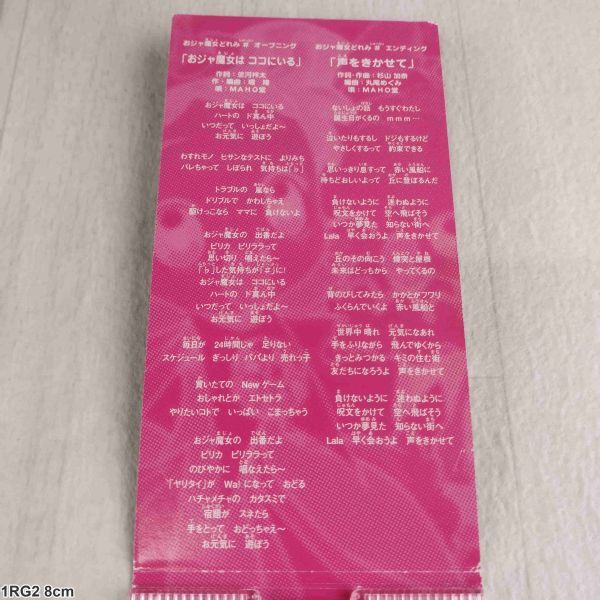 おジャ魔女どれみ♯ オープニング
「おジャ魔女は ココにいる」
作詞:並河祥太
作・編曲:堀 隆
唄:MAHO堂
おジャ魔女は ココにいる
ハートの ド真ん中
いつだって いっしょだよ〜
お元気に 遊ぼう
わすれモノ ヒサンなテストに よりみち
バレちゃって しぼられ 気持ちは「♭」
トラブルの 嵐なら
ドリブルで かわしちゃえ
駆けっこなら ママに 負けないよ
おジャ魔女の 出番だよ
ピリカ ピリララって
思い切り 唱えたら〜
「♭」した気持ちが「♯」に!
おジャ魔女は ココにいる
ハートの ド真ん中
いつだって いっしょだよ〜
お元気に 遊ぼう
毎日が 24時間じゃ 足りない
スケジュール ぎっしり パパより 売れっ子
買いたての New ゲーム
おしゃれとか エトセトラ
やりたいコトで いっぱい こまっちゃう
おジャ魔女の 出番だよ
ピリカ ピリララって
のびやかに 唱なえたら〜
「ヤリタイ」が Wa!になって おどる
ハチャメチャの カタスミで
宿題が スネたら
手をとって おどっちゃえ〜
お元気に 遊ぼう
おジャ魔女どれみ♯ エンディング
「声をきかせて」
作詞・作曲:杉山 加奈
編曲:丸尾めぐみ
唄:MAHO堂
ないしょの話 もうすぐわたし
誕生日がくるの mmm…
泣いたりもするし ドジもするけど
やさしくするって 約束できる
思いっきり息すって 赤い風船に
待ちどおしいよって 丘に登ぼるんだ
負けないように 迷わぬように
呪文をかけて 空へ飛ばそう
いつか夢見た 知らない街へ
Lala 早く会おうよ 声をきかせて
丘のその向こう 煙突と屋根
未来はどっちから やってくるの
背のびしてみたら かかとがフワリ
ふくらんでいくよ 赤い風船と
世界中 晴れ 元気になあれ
手をふりながら 飛んでゆくから
きっとみつかる キミの住む街
友だちになろうよ 声をきかせて
負けないように 迷わぬように
呪文をかけて 空へ飛ばそう
いつか夢見た 知らない街へ
Lala 早く会おうよ 声をきかせて
1RG2 8cm